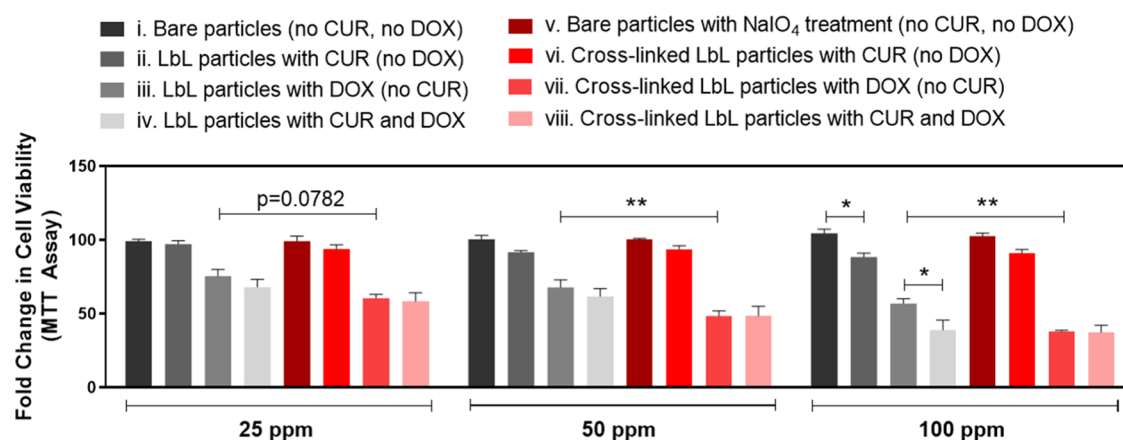 i. Bare particles (no CUR, no DOX)
ii. LbL particles with CUR (no DOX)
iii. LbL particles with DOX (no CUR)
iv. LbL particles with CUR and DOX
v. Bare particles with NaIO₄ treatment (no CUR, no DOX)
vi. Cross-linked LbL particles with CUR (no DOX)
vii. Cross-linked LbL particles with DOX (no CUR)
viii. Cross-linked LbL particles with CUR and DOX
Fold Change in Cell Viability
(MTT Assay)
150
100
50
0
p=0.0782
**
*
**
*
25 ppm
50 ppm
100 ppm